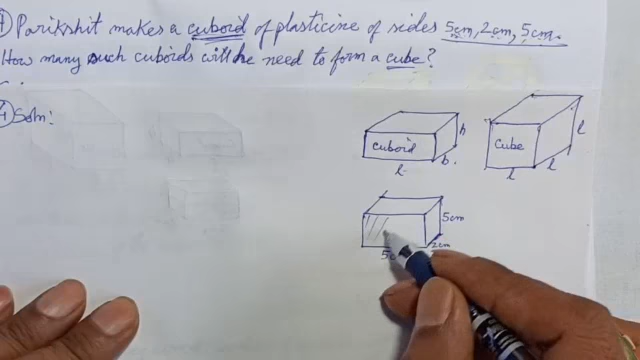 4) Parikshit makes a cuboid of plasticine of sides 5cm, 2cm, 5cm.
How many such cuboids will he need to form a cube?
4) Soln:
cuboid
h
b.
l
Cube
l
l
l
5cm
2cm